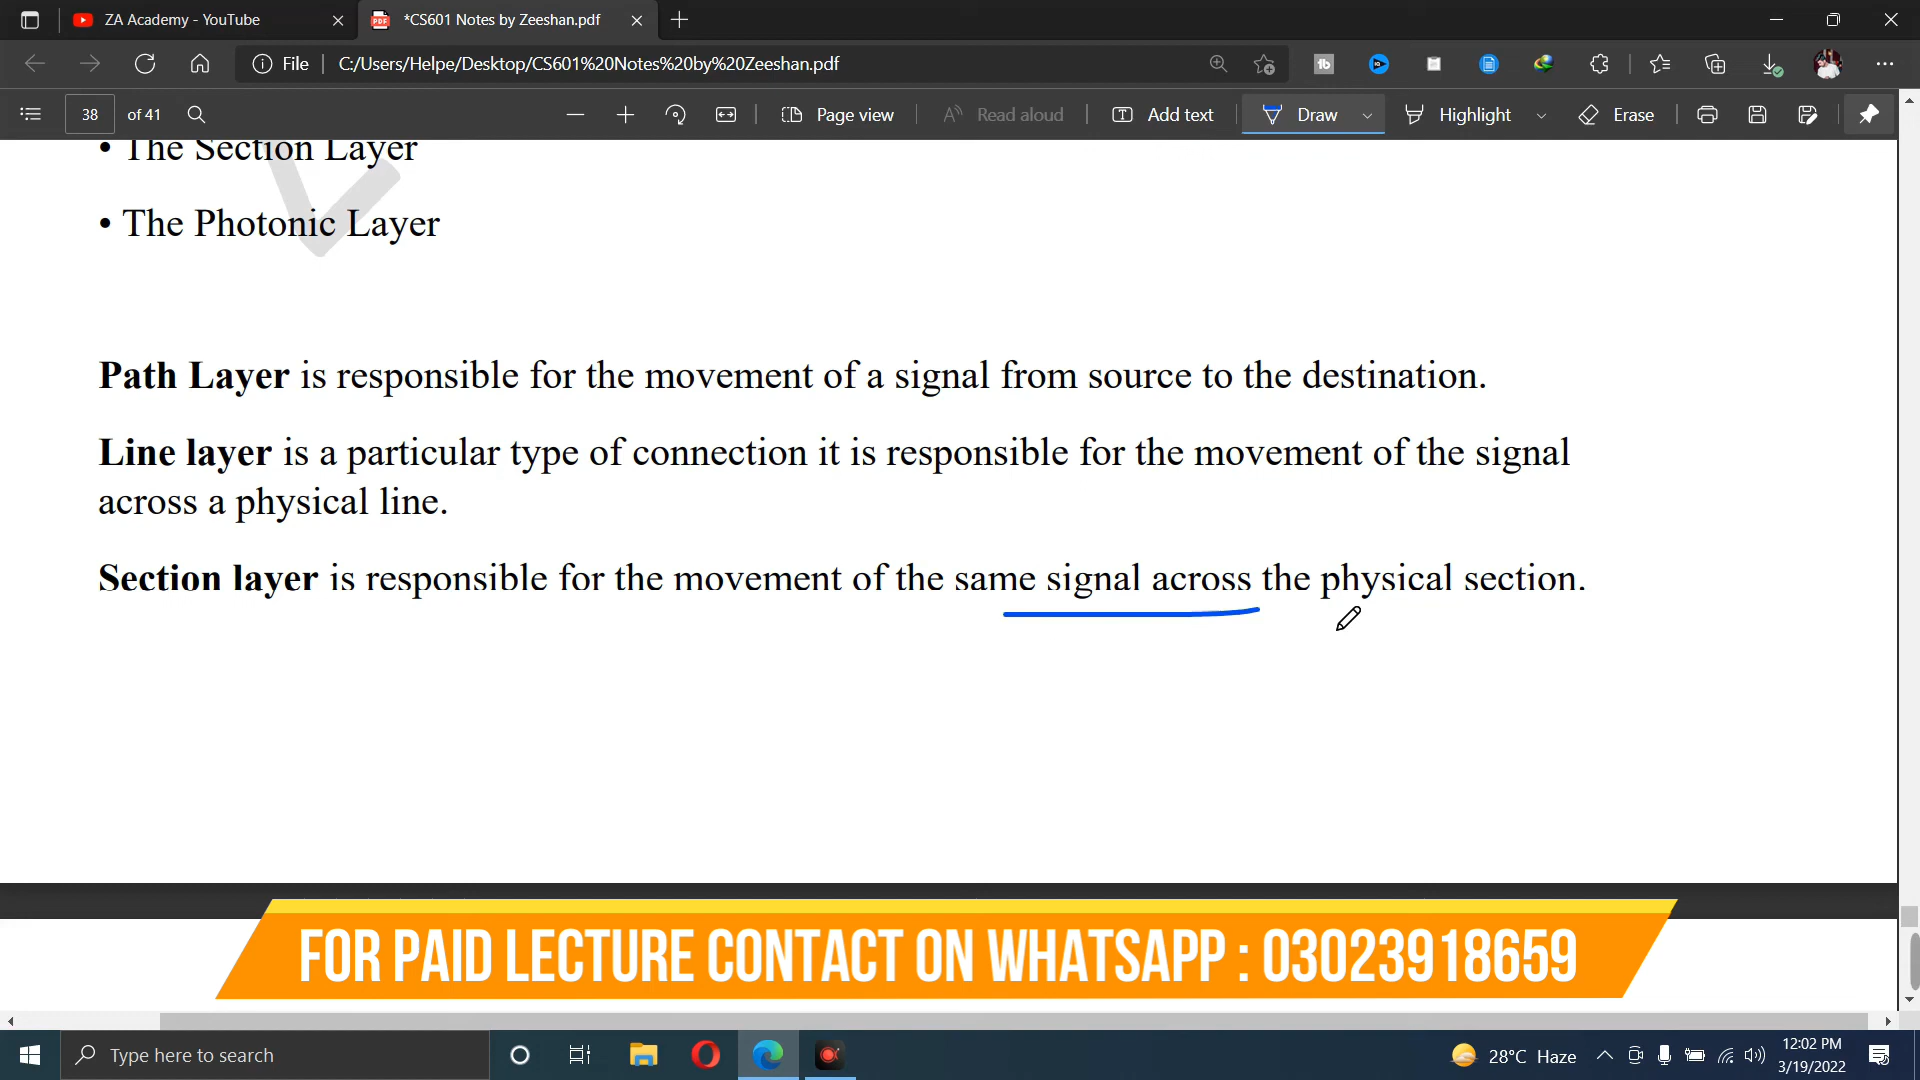 ZA Academy - YouTube
*CS601 Notes by Zeeshan.pdf
File
C:/Users/Helpe/Desktop/CS601%20Notes%20by%20Zeeshan.pdf
38 of 41
Page view
Read aloud
Add text
Draw
Highlight
Erase
• The Section Layer
• The Photonic Layer
Path Layer is responsible for the movement of a signal from source to the destination.
Line layer is a particular type of connection it is responsible for the movement of the signal
across a physical line.
Section layer is responsible for the movement of the same signal across the physical section.
FOR PAID LECTURE CONTACT ON WHATSAPP : 03023918659
Type here to search
28°C Haze
12:02 PM
3/19/2022